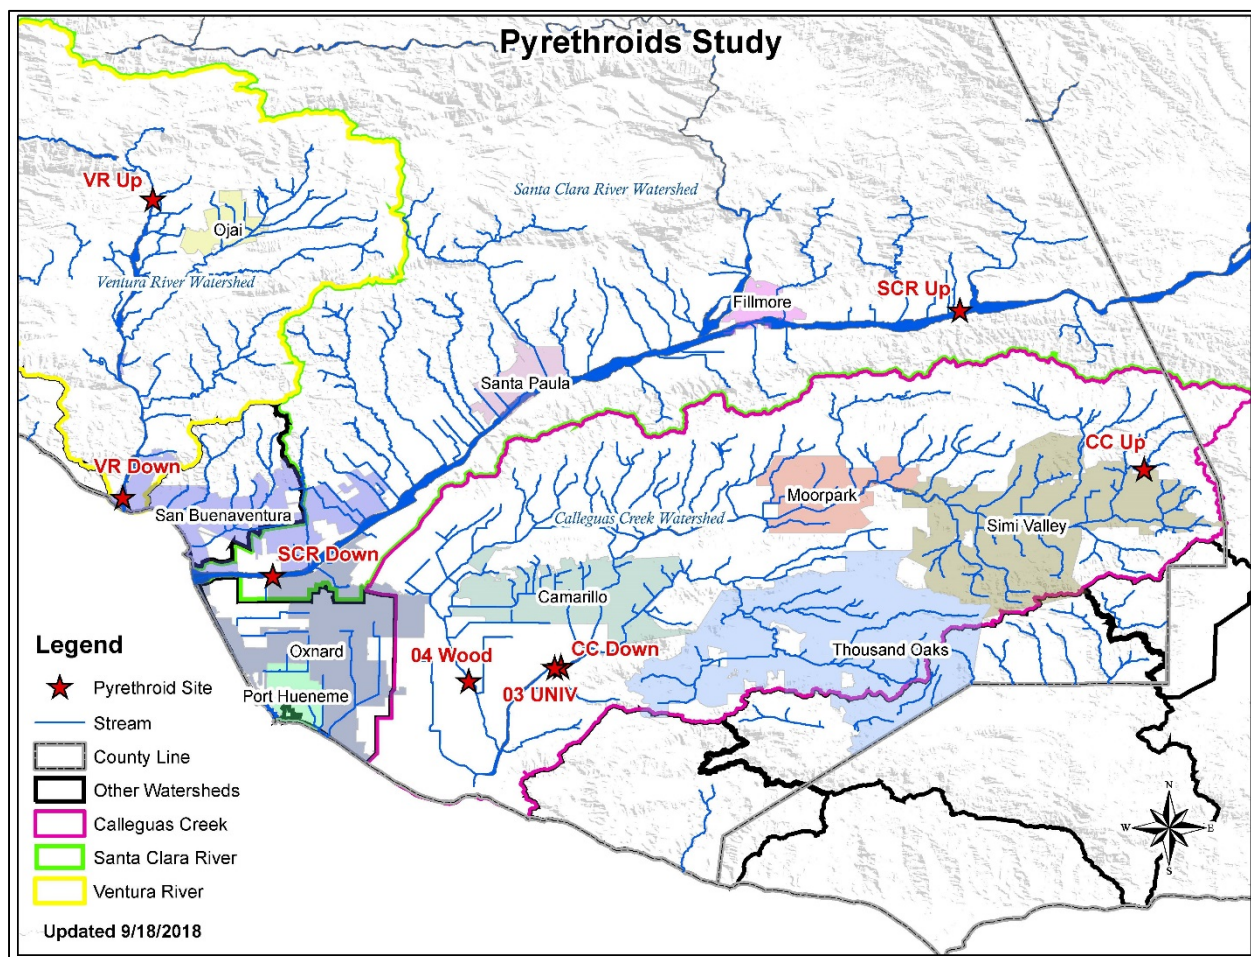 Pyrethroids Study
Santa Clara River Watershed
VR Up
Ojai
Ventura River Watershed
SCR Up
Fillmore
Santa Paula
CC Up
VR Down
Moorpark
San Buenaventura
Calleguas Creek Watershed
Simi Valley
SCR Down
Camarillo
Legend
Oxnard
04 Wood
CC Down
Thousand Oaks
03 UNIV
Port Hueneme
Pyrethroid Site
Stream
County Line
Other Watersheds
Calleguas Creek
Santa Clara River
Ventura River
N
W
E
S
Updated 9/18/2018